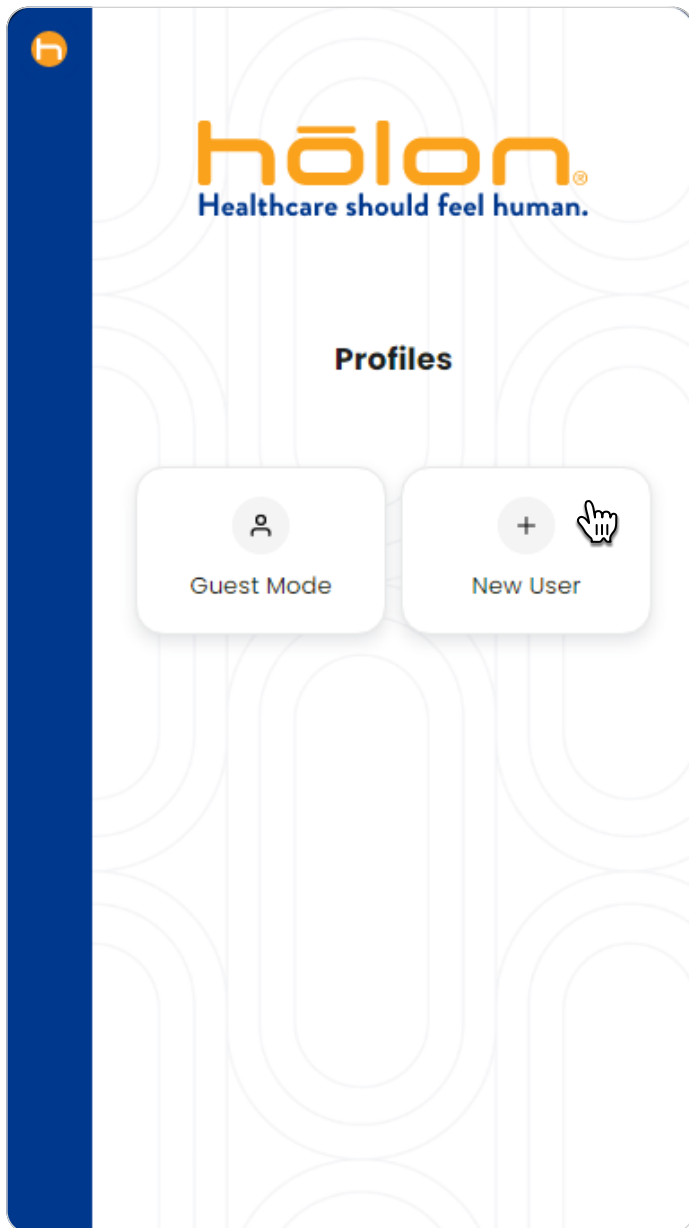 h
hōlon®
Healthcare should feel human.
Profiles
Guest Mode
New User